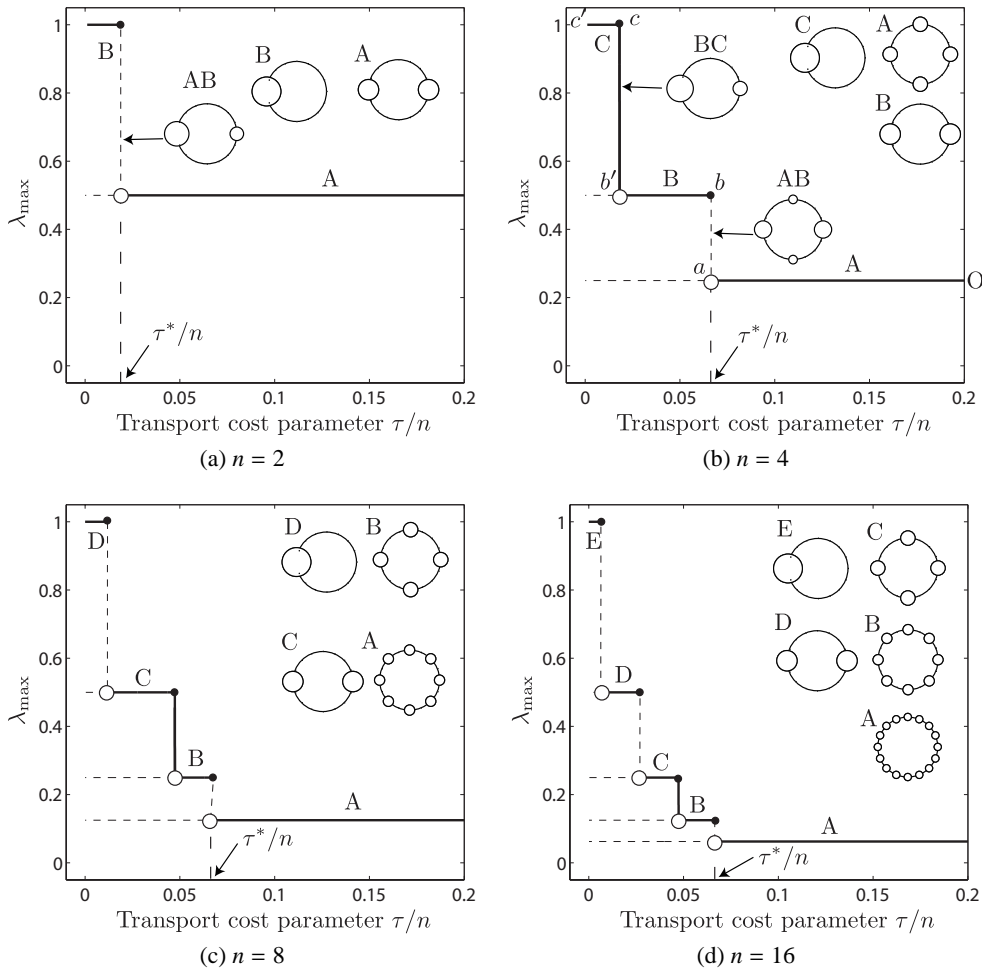 1
0.8
0.6
0.4
0.2
0
λmax
B
AB
B
A
A
τ*/n
0
0.05
0.1
0.15
0.2
Transport cost parameter τ/n
(a) n = 2
1
0.8
0.6
0.4
0.2
0
λmax
c′
c
C
BC
C
A
B
b′
B
b
AB
a
A
O
τ*/n
0
0.05
0.1
0.15
0.2
Transport cost parameter τ/n
(b) n = 4
1
0.8
0.6
0.4
0.2
0
λmax
D
D
B
C
A
C
B
A
τ*/n
0
0.05
0.1
0.15
0.2
Transport cost parameter τ/n
(c) n = 8
1
0.8
0.6
0.4
0.2
0
λmax
E
E
C
D
B
A
D
C
B
A
τ*/n
0
0.05
0.1
0.15
0.2
Transport cost parameter τ/n
(d) n = 16